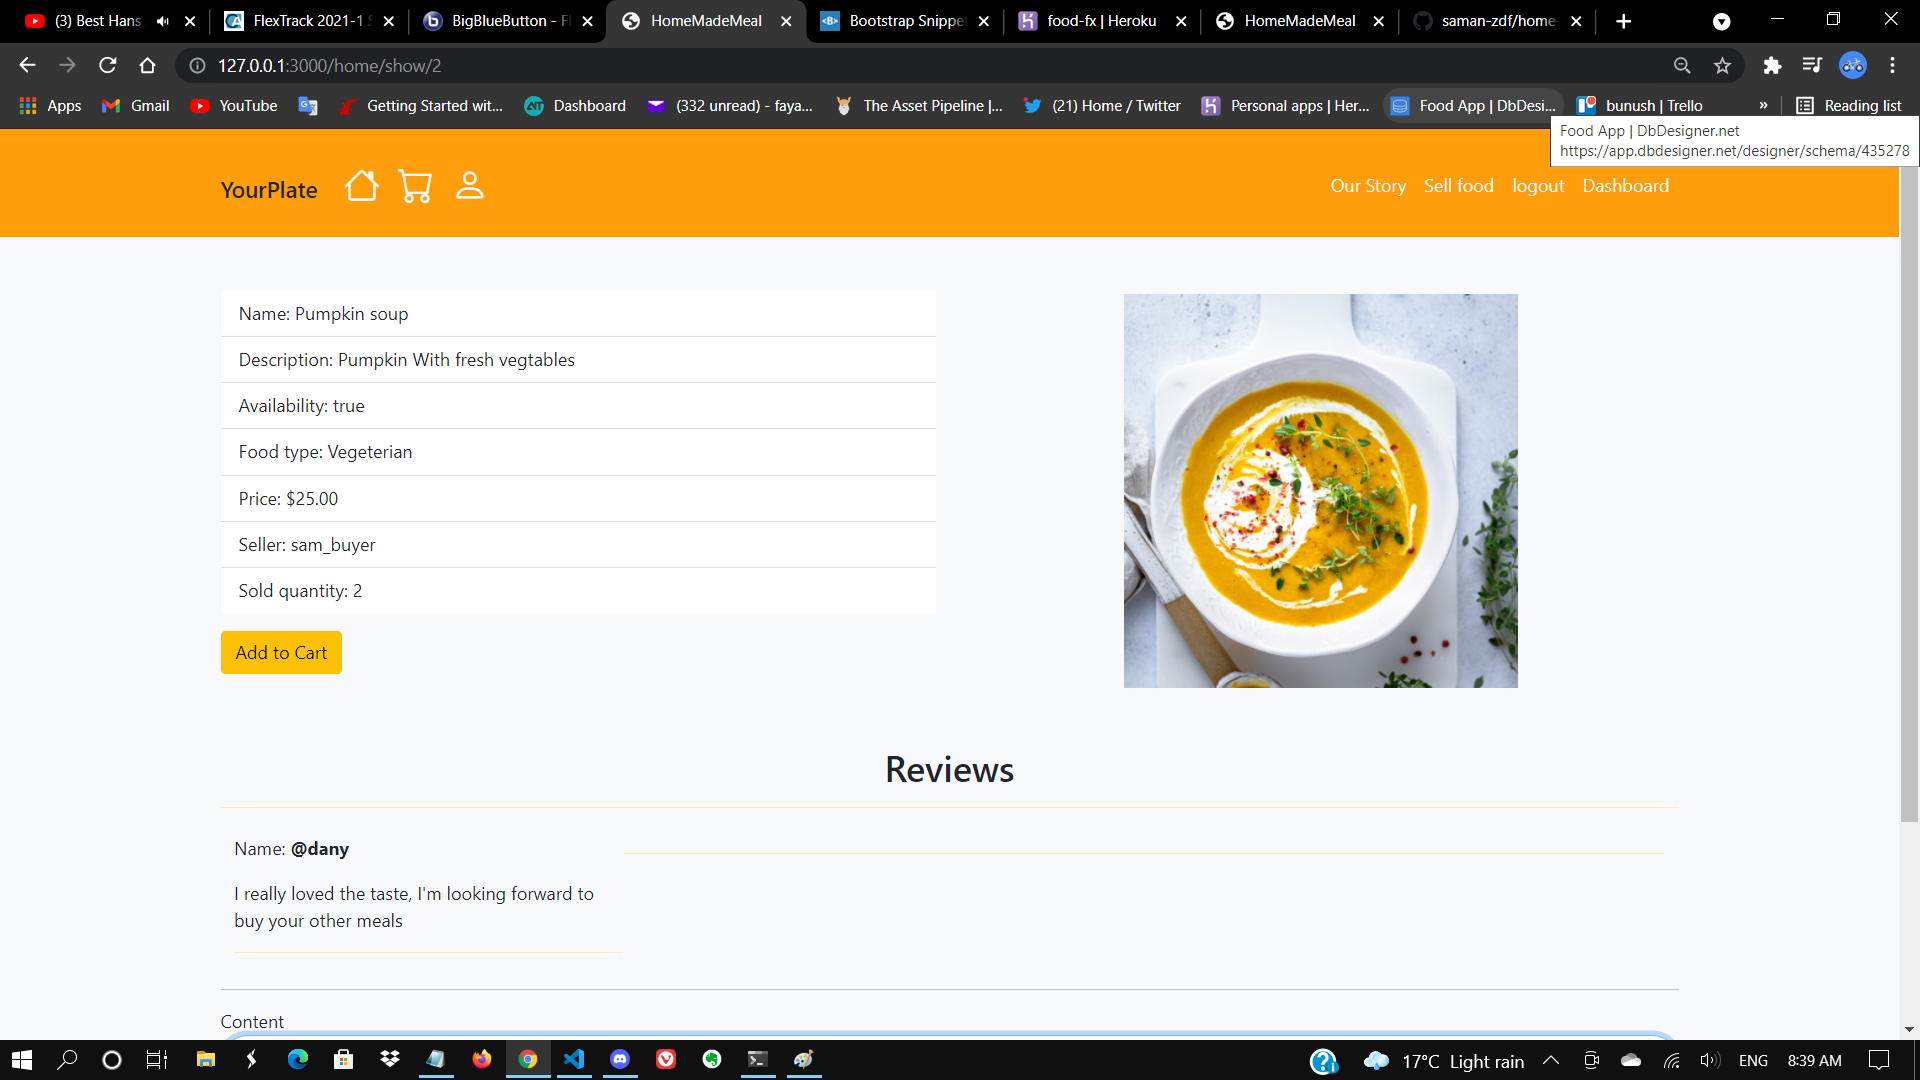 (3) Best Hans
FlexTrack 2021-1 S
BigBlueButton - Fl
HomeMadeMeal
Bootstrap Snippet
food-fx | Heroku
HomeMadeMeal
saman-zdf/home-
127.0.0.1:3000/home/show/2
Apps
Gmail
YouTube
Getting Started wit...
Dashboard
(332 unread) - faya...
The Asset Pipeline |...
(21) Home / Twitter
Personal apps | Her...
Food App | DbDesi...
bunush | Trello
»
Reading list
Food App | DbDesigner.net
https://app.dbdesigner.net/designer/schema/435278
YourPlate
Our Story
Sell food
logout
Dashboard
Name: Pumpkin soup
Description: Pumpkin With fresh vegtables
Availability: true
Food type: Vegeterian
Price: $25.00
Seller: sam_buyer
Sold quantity: 2
Add to Cart
Reviews
Name: @dany
I really loved the taste, I'm looking forward to
buy your other meals
Content
17°C Light rain
ENG
8:39 AM